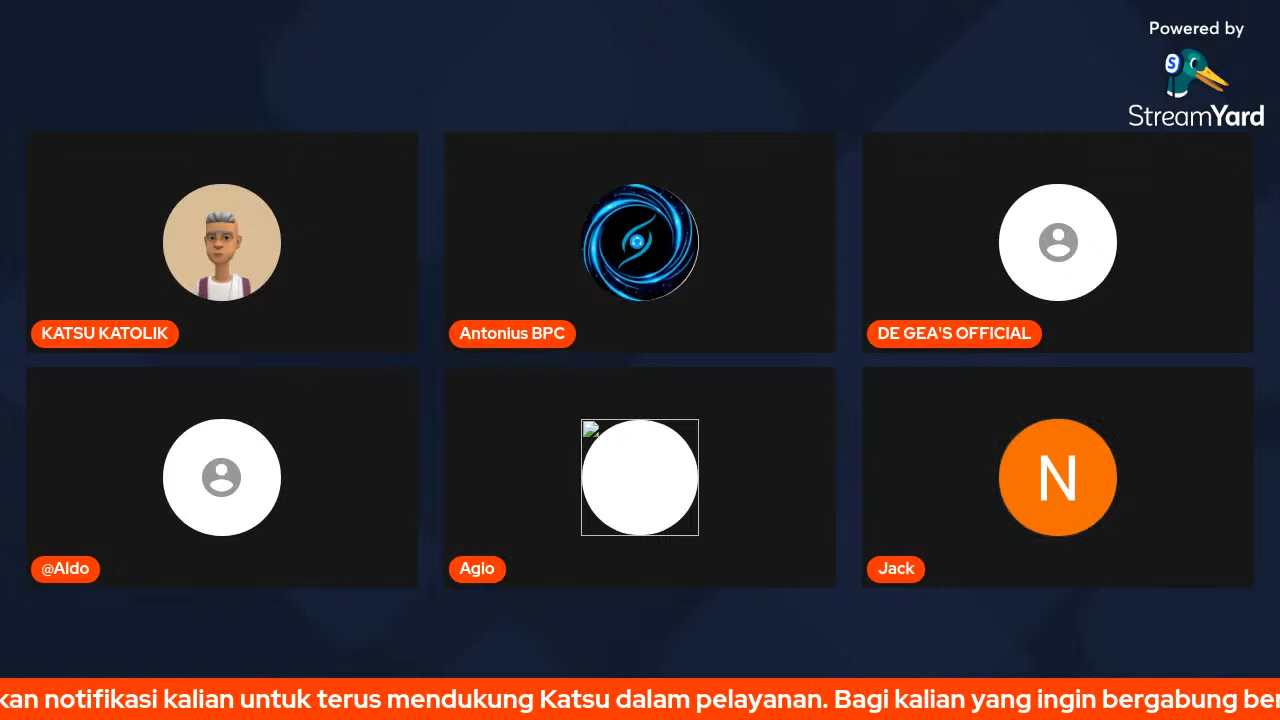 Powered by
S
StreamYard
KATSU KATOLIK
Antonius BPC
DE GEA'S OFFICIAL
N
@Aldo
Agio
Jack
kan notifikasi kalian untuk terus mendukung Katsu dalam pelayanan. Bagi kalian yang ingin bergabung ber